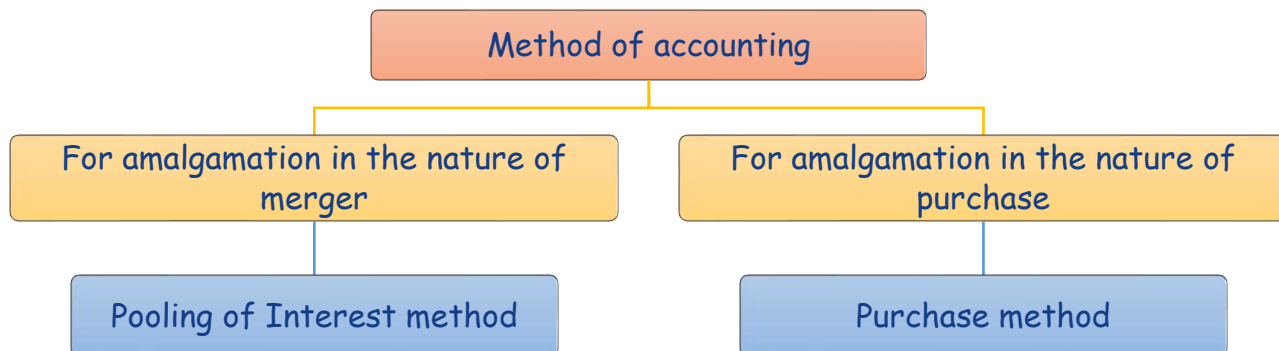 Method of accounting
For amalgamation in the nature of
merger
For amalgamation in the nature of
purchase
Pooling of Interest method
Purchase method